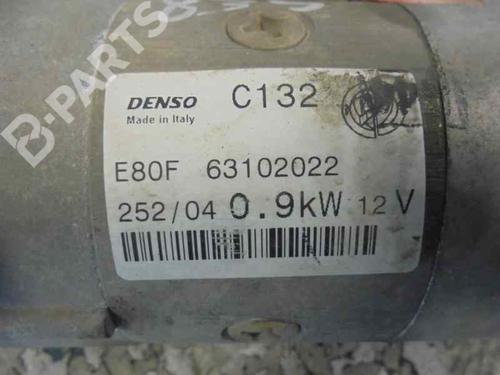 B-PARTS
DENSO C132
Made in Italy
E80F 63102022
252/04 0.9kW 12 V